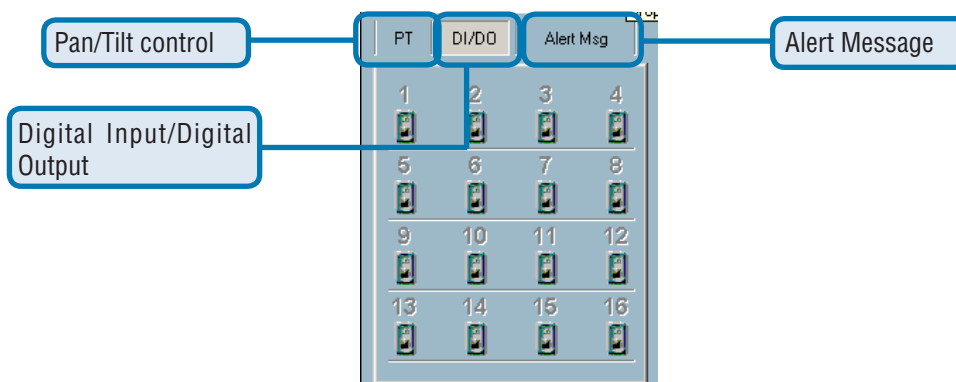 Pan/Tilt control
PT DI/DO Alert Msg
Alert Message
Digital Input/Digital
Output
1 2 3 4
5 6 7 8
9 10 11 12
13 14 15 16